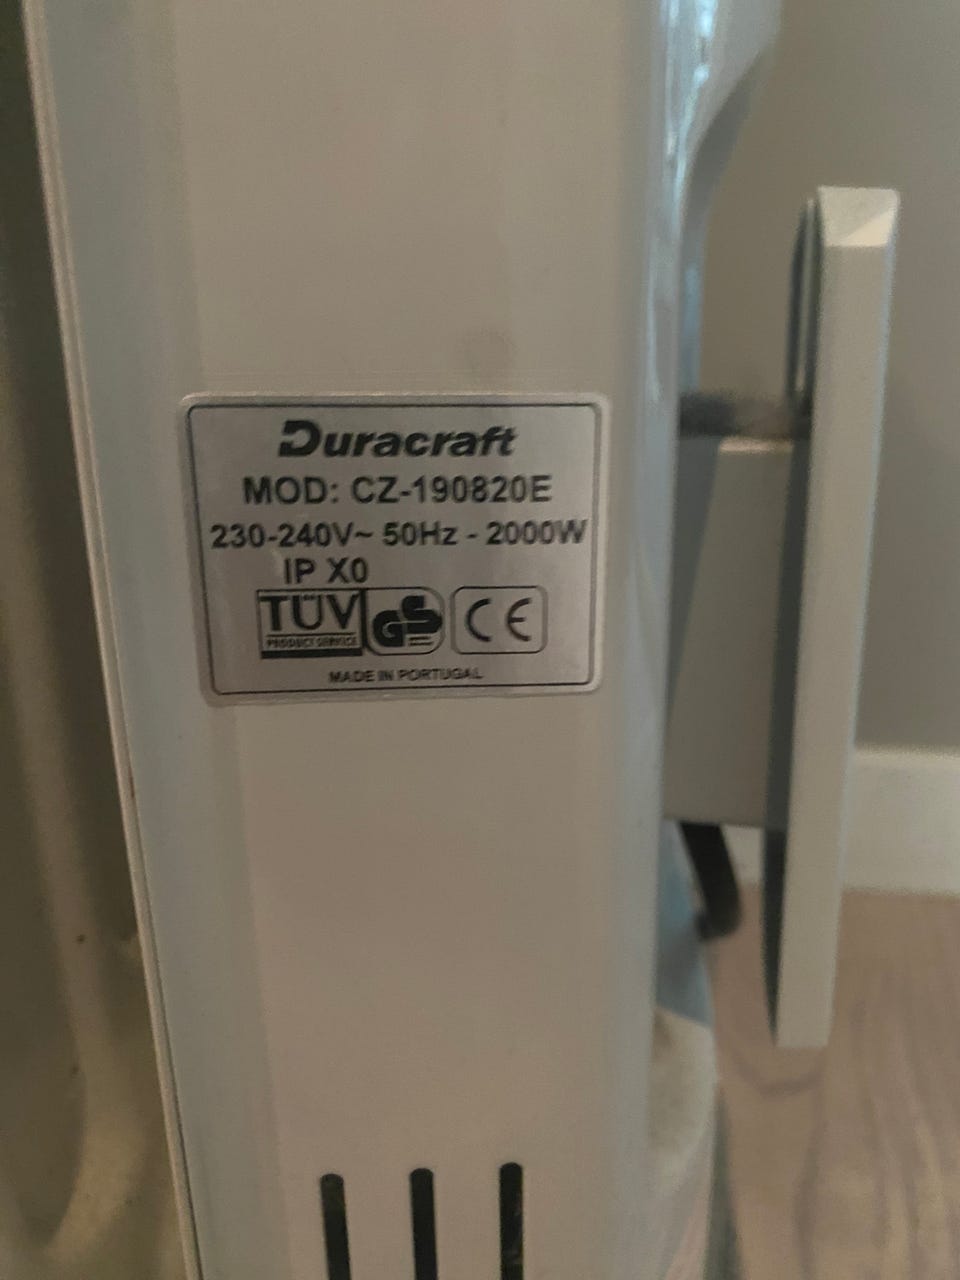 Duracraft
MOD: CZ-190820E
230-240V~ 50Hz - 2000W
IP X0
TÜV
PRODUCT SERVICE
GS
CE
MADE IN PORTUGAL